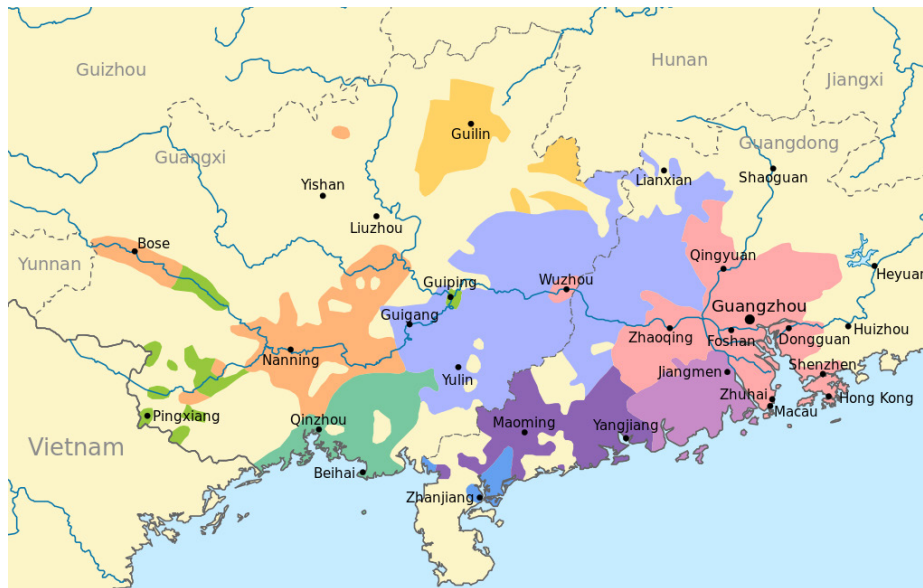 Guizhou
Hunan
Jiangxi
Guilin
Guangdong
Guangxi
Lianxian
Shaoguan
Yishan
Liuzhou
Bose
Yunnan
Qingyuan
Heyuan
Guiping
Wuzhou
Guangzhou
Guigang
Zhaoqing
Foshan
Dongguan
Huizhou
Nanning
Yulin
Jiangmen
Shenzhen
Zhuhai
Hong Kong
Macau
Pingxiang
Qinzhou
Maoming
Yangjiang
Vietnam
Beihai
Zhanjiang